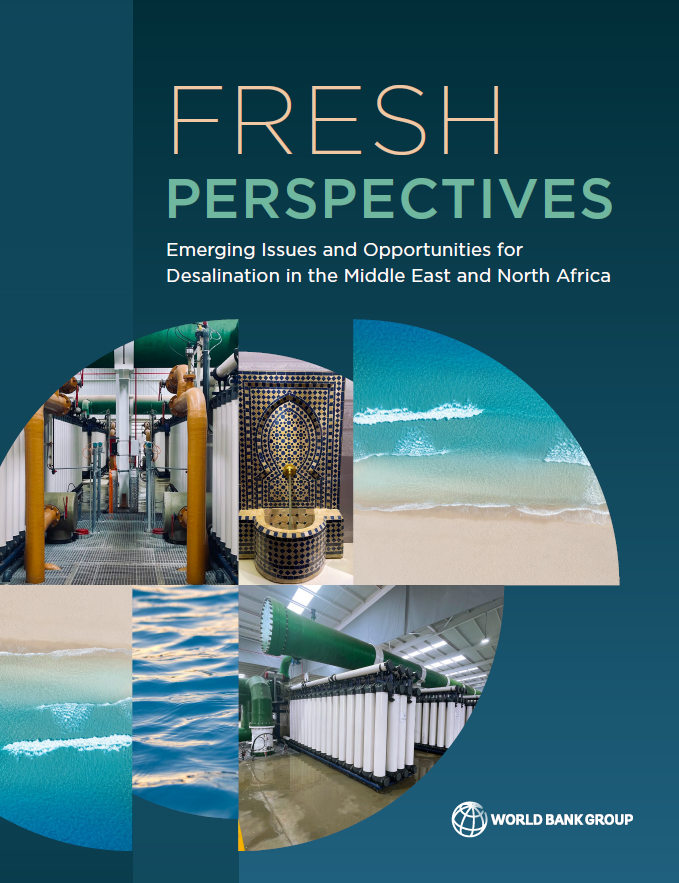 FRESH
PERSPECTIVES
Emerging Issues and Opportunities for
Desalination in the Middle East and North Africa
WORLD BANK GROUP